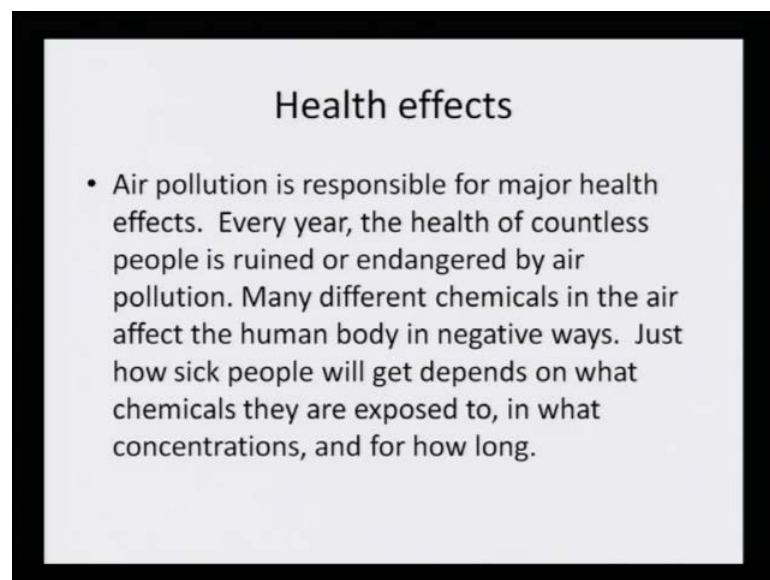 Health effects
• Air pollution is responsible for major health
effects.  Every year, the health of countless
people is ruined or endangered by air
pollution. Many different chemicals in the air
affect the human body in negative ways.  Just
how sick people will get depends on what
chemicals they are exposed to, in what
concentrations, and for how long.